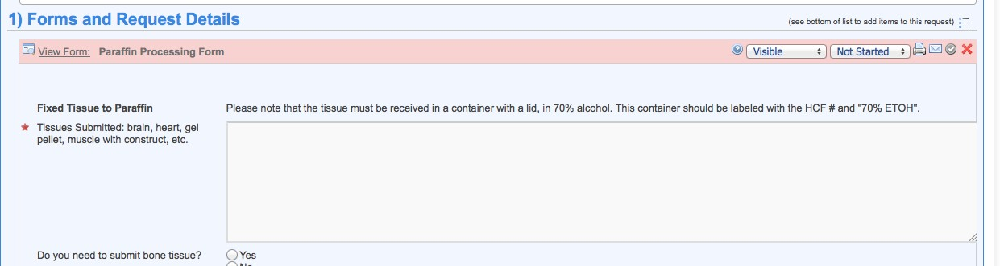 1) Forms and Request Details
(see bottom of list to add items to this request)
View Form: Paraffin Processing Form
Visible
Not Started
Fixed Tissue to Paraffin
Please note that the tissue must be received in a container with a lid, in 70% alcohol. This container should be labeled with the HCF # and "70% ETOH".
Tissues Submitted: brain, heart, gel
pellet, muscle with construct, etc.
Do you need to submit bone tissue?
Yes
No